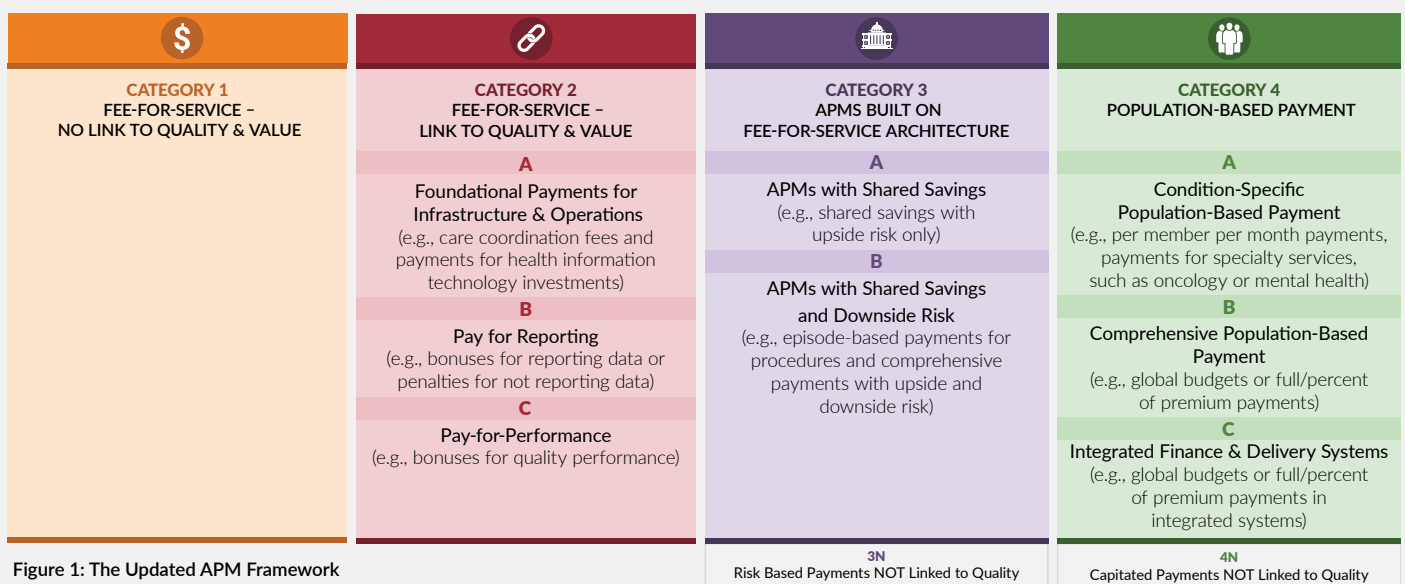 $
CATEGORY 1
FEE-FOR-SERVICE –
NO LINK TO QUALITY & VALUE
CATEGORY 2
FEE-FOR-SERVICE –
LINK TO QUALITY & VALUE
A
Foundational Payments for
Infrastructure & Operations
(e.g., care coordination fees and
payments for health information
technology investments)
B
Pay for Reporting
(e.g., bonuses for reporting data or
penalties for not reporting data)
C
Pay-for-Performance
(e.g., bonuses for quality performance)
CATEGORY 3
APMS BUILT ON
FEE-FOR-SERVICE ARCHITECTURE
A
APMs with Shared Savings
(e.g., shared savings with
upside risk only)
B
APMs with Shared Savings
and Downside Risk
(e.g., episode-based payments for
procedures and comprehensive
payments with upside and
downside risk)
3N
Risk Based Payments NOT Linked to Quality
CATEGORY 4
POPULATION-BASED PAYMENT
A
Condition-Specific
Population-Based Payment
(e.g., per member per month payments,
payments for specialty services,
such as oncology or mental health)
B
Comprehensive Population-Based
Payment
(e.g., global budgets or full/percent
of premium payments)
C
Integrated Finance & Delivery Systems
(e.g., global budgets or full/percent
of premium payments in
integrated systems)
4N
Capitated Payments NOT Linked to Quality
Figure 1: The Updated APM Framework